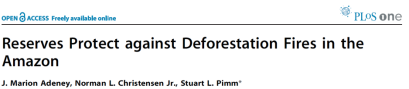 OPEN ACCESS Freely available online
PLoS one
Reserves Protect against Deforestation Fires in the
Amazon
J. Marion Adeney, Norman L. Christensen Jr., Stuart L. Pimm*